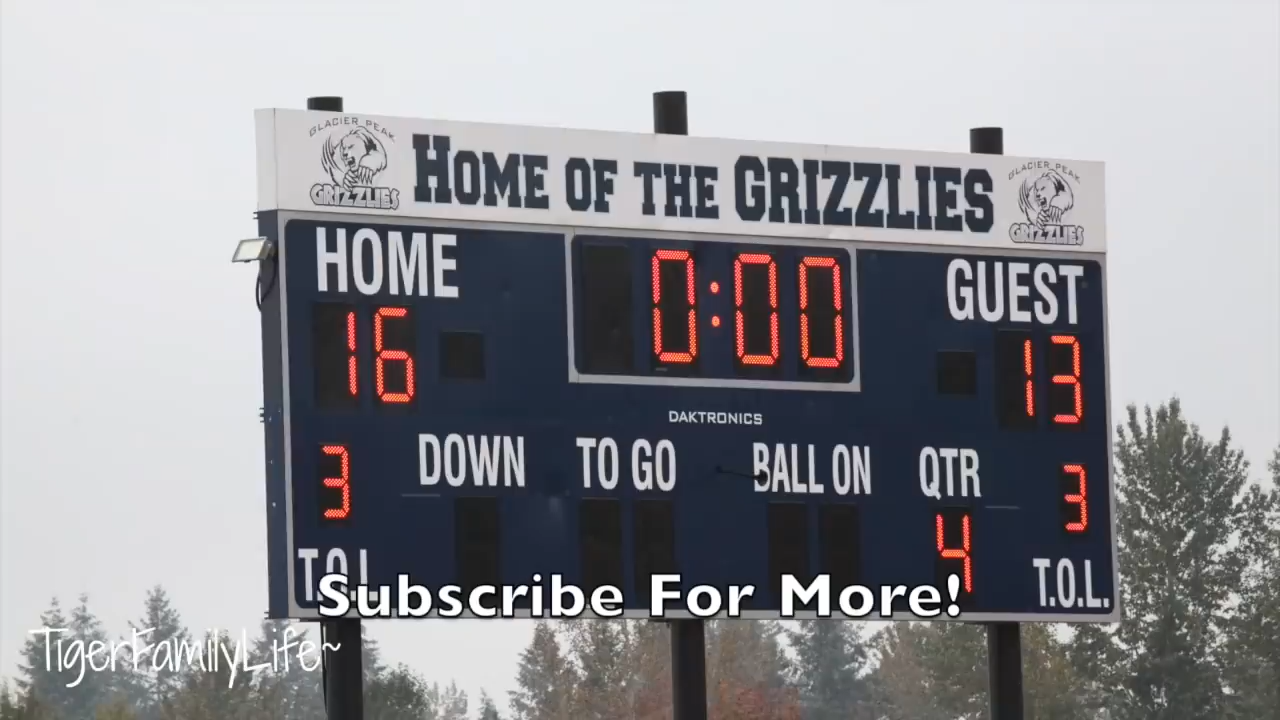 GLACIER PEAK
GRIZZLIES
HOME OF THE GRIZZLIES
GLACIER PEAK
GRIZZLIES
HOME
0:00
GUEST
16
13
DAKTRONICS
DOWN
TO GO
BALL ON
QTR
3
4
3
T.O.L.
T.O.L.
Subscribe For More!
TigerFamilyLife~